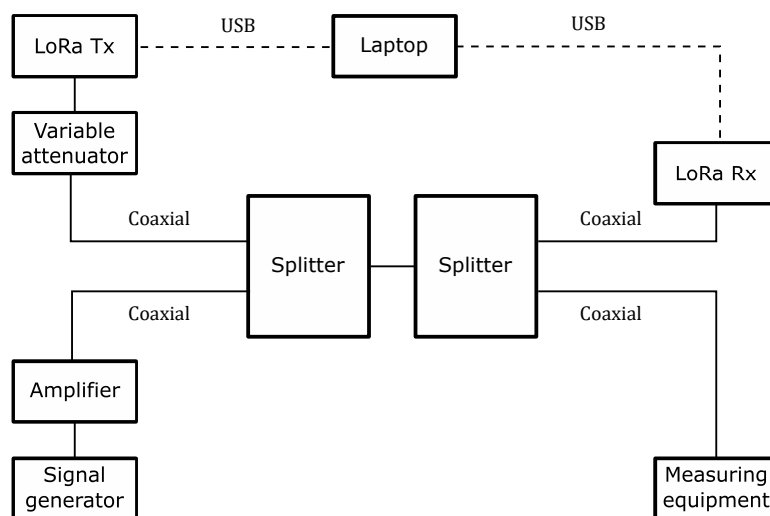 USB
USB
LoRa Tx
Laptop
Variable
attenuator
LoRa Rx
Coaxial
Coaxial
Splitter
Splitter
Coaxial
Coaxial
Amplifier
Signal
generator
Measuring
equipment